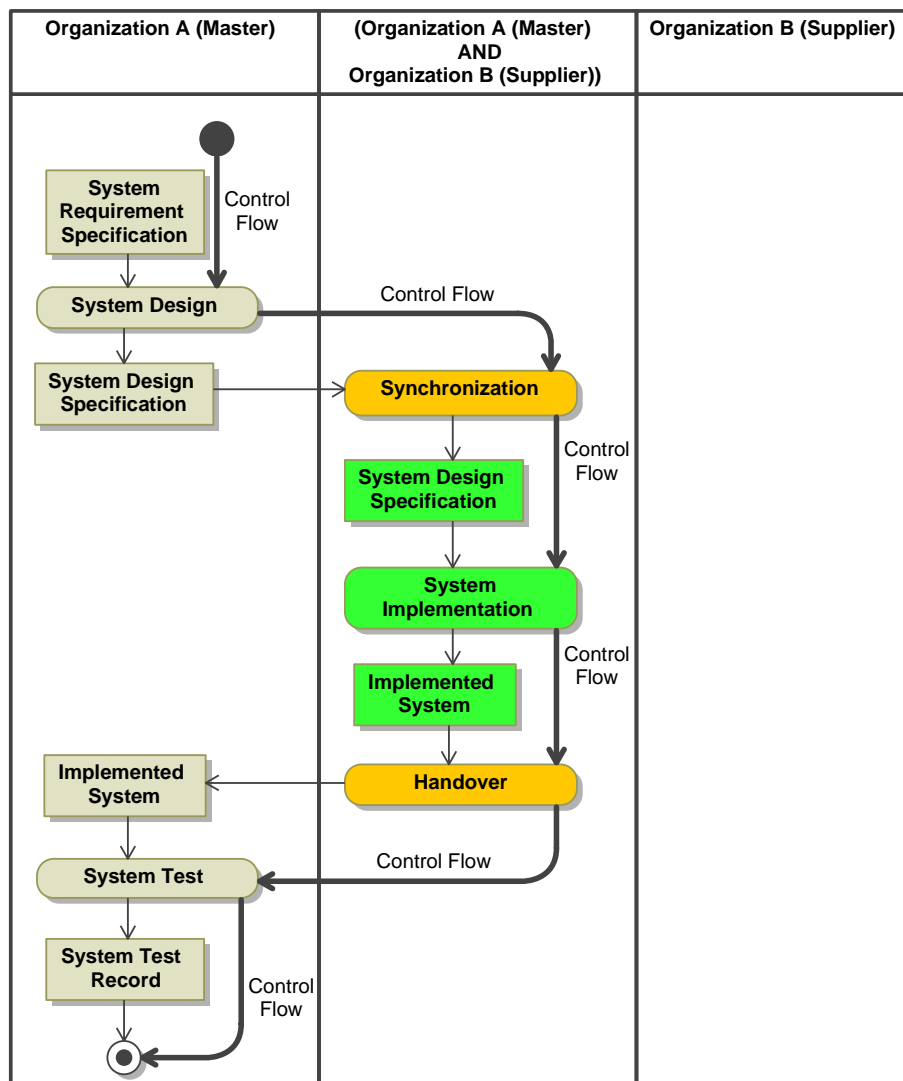 Organization A (Master)
(Organization A (Master)
AND
Organization B (Supplier))
Organization B (Supplier)
System
Requirement
Specification
Control
Flow
System Design
Control Flow
System Design
Specification
Synchronization
Control
Flow
System Design
Specification
System
Implementation
Control
Flow
Implemented
System
Implemented
System
Handover
Control Flow
System Test
System Test
Record
Control
Flow